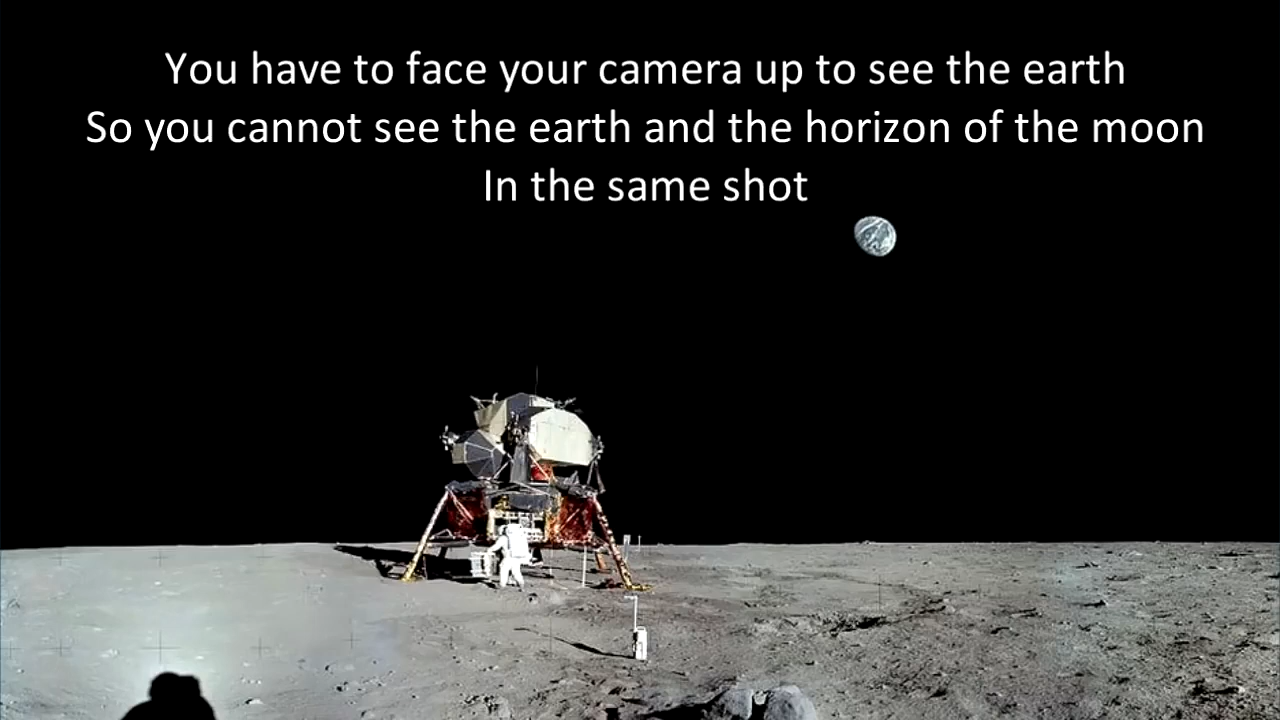 You have to face your camera up to see the earth
So you cannot see the earth and the horizon of the moon
In the same shot